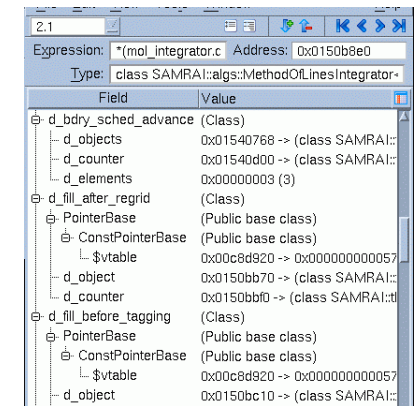 2.1
Expression: *(mol_integrator.c Address: 0x0150b8e0
Type: class SAMRAI::algs::MethodOfLinesIntegrator
Field Value
d_bdry_sched_advance (Class)
d_objects 0x01540768 -> (class SAMRAI::
d_counter 0x01540d00 -> (class SAMRAI::
d_elements 0x00000003 (3)
d_fill_after_regrid (Class)
PointerBase (Public base class)
ConstPointerBase (Public base class)
$vtable 0x00c8d920 -> 0x000000000057
d_object 0x0150bb70 -> (class SAMRAI::
d_counter 0x0150bbf0 -> (class SAMRAI::tl
d_fill_before_tagging (Class)
PointerBase (Public base class)
ConstPointerBase (Public base class)
$vtable 0x00c8d920 -> 0x000000000057
d_object 0x0150bc10 -> (class SAMRAI::